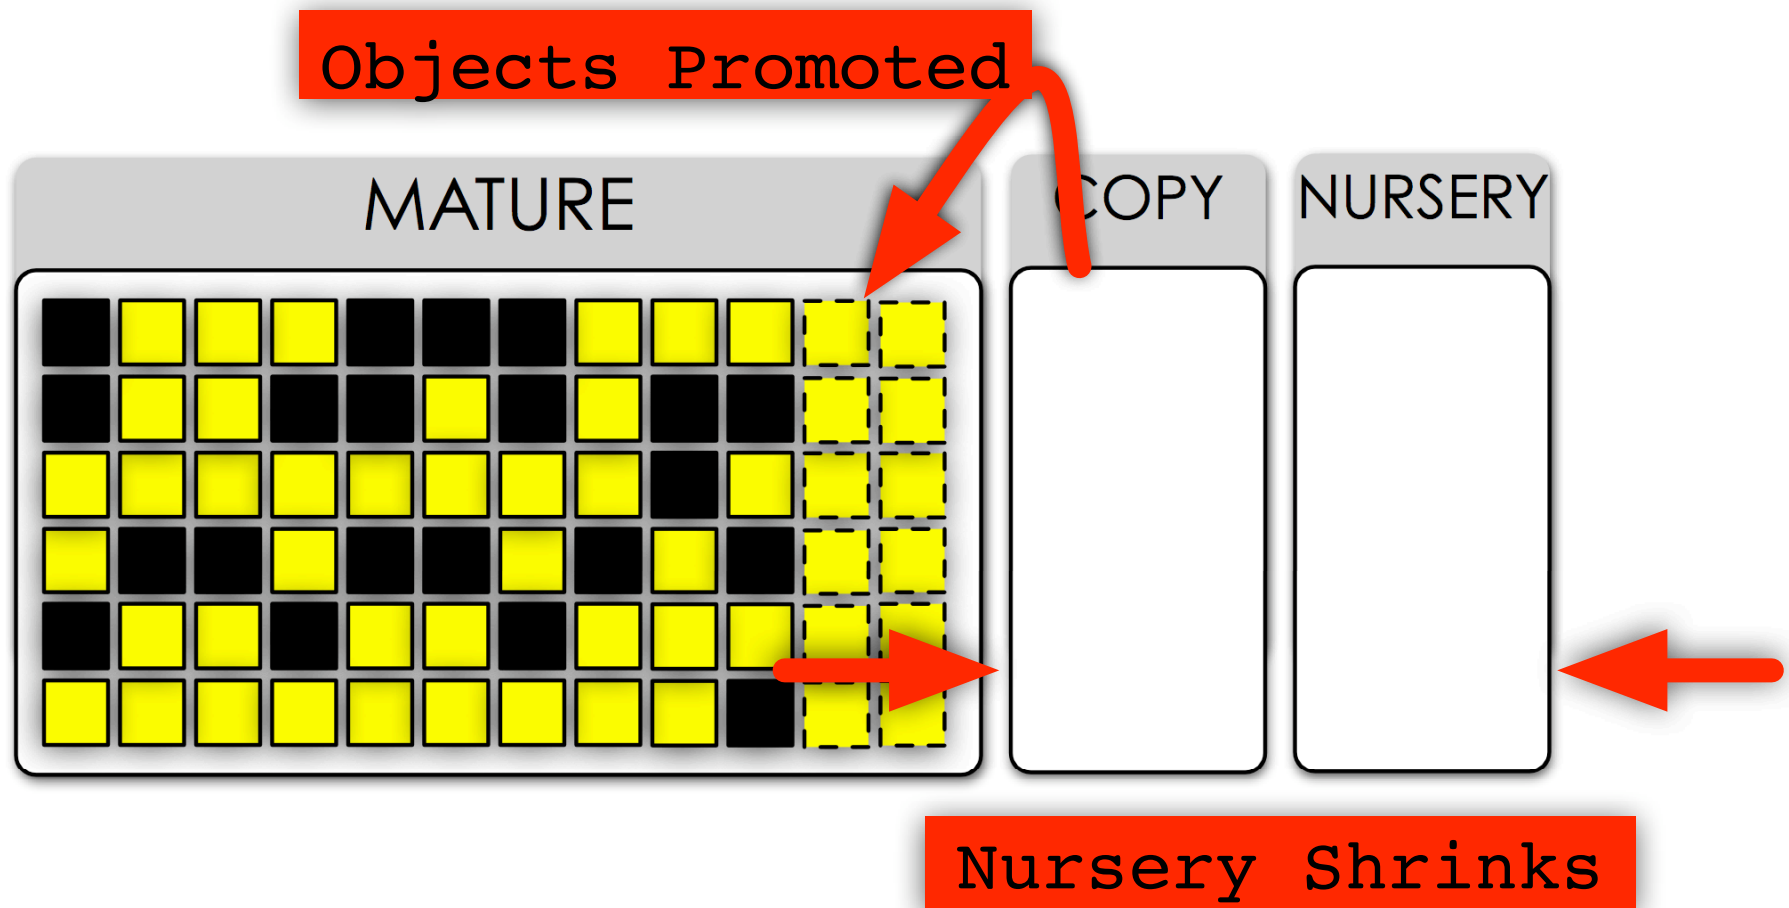 Objects Promoted
MATURE
COPY
NURSERY
Nursery Shrinks